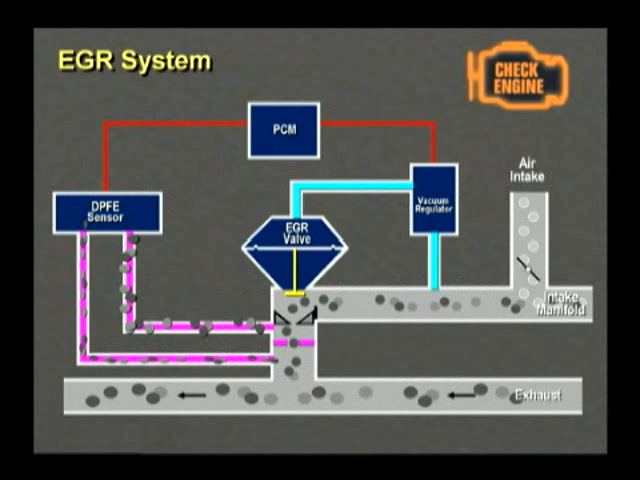 EGR System
CHECK
ENGINE
PCM
Air
Intake
DPFE
Sensor
Vacuum
Regulator
EGR
Valve
Intake
Manifold
Exhaust